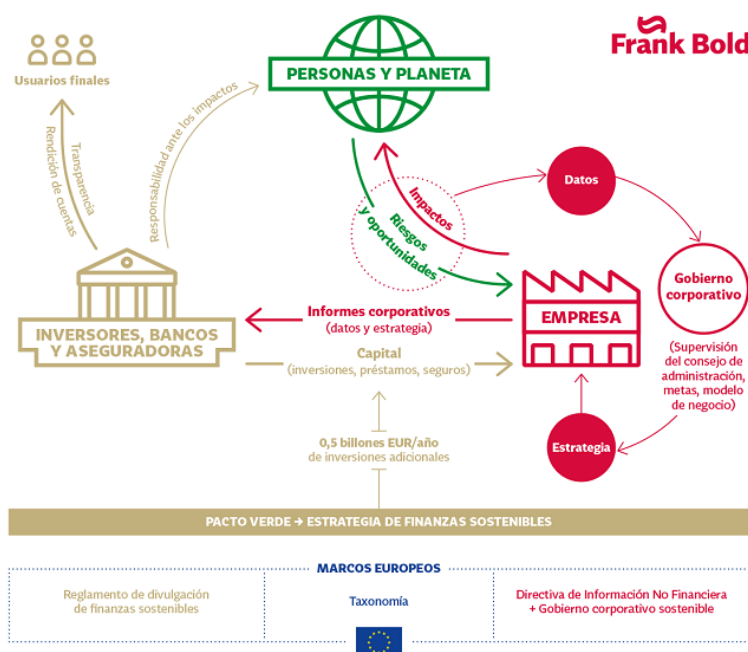 Frank Bold
Usuarios finales
PERSONAS Y PLANETA
Transparencia
Rendición de cuentas
Responsabilidad ante los impactos
Impactos
Riesgos
y oportunidades
Datos
Gobierno
corporativo
(Supervisión
del consejo de
administración,
metas, modelo
de negocio)
Estrategia
EMPRESA
INVERSORES, BANCOS
Y ASEGURADORAS
Informes corporativos
(datos y estrategia)
Capital
(inversiones, préstamos, seguros)
0,5 billones EUR/año
de inversiones adicionales
PACTO VERDE → ESTRATEGIA DE FINANZAS SOSTENIBLES
MARCOS EUROPEOS
Reglamento de divulgación
de finanzas sostenibles
Taxonomía
Directiva de Información No Financiera
+ Gobierno corporativo sostenible